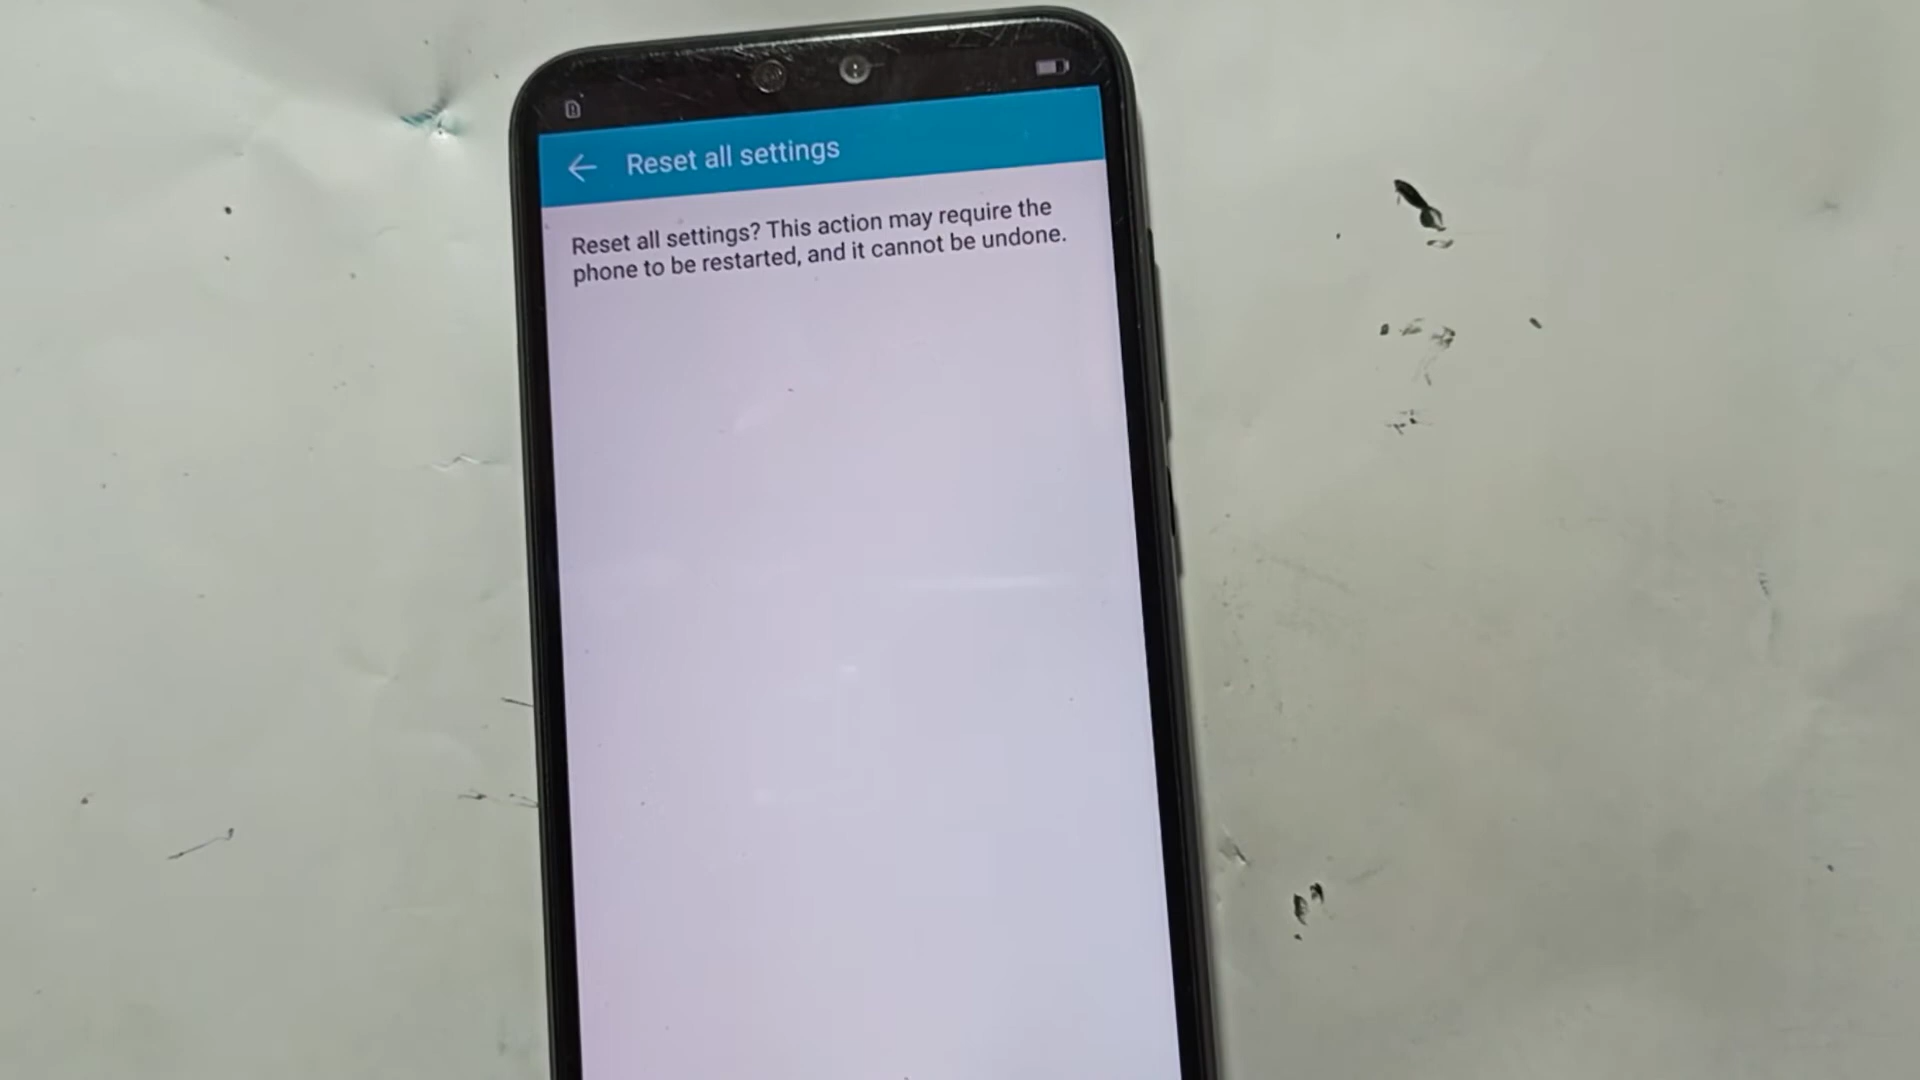 Reset all settings
Reset all settings? This action may require the
phone to be restarted, and it cannot be undone.